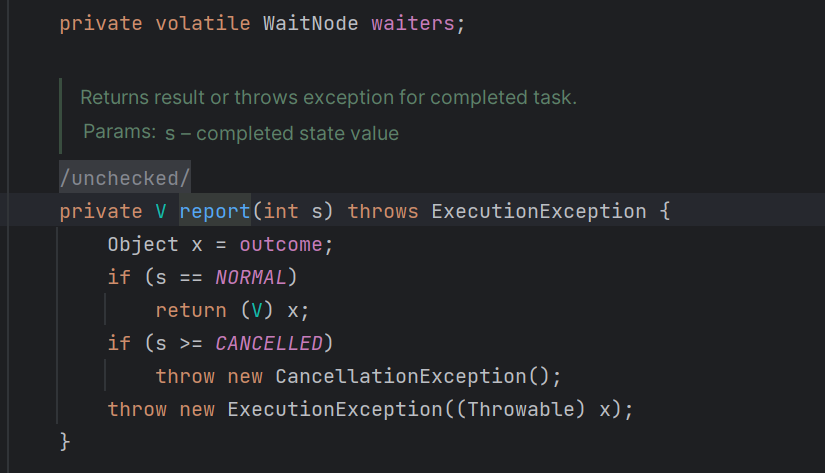 private volatile WaitNode waiters;
Returns result or throws exception for completed task.
Params: s – completed state value
/unchecked/
private V report(int s) throws ExecutionException {
Object x = outcome;
if (s == NORMAL)
return (V) x;
if (s >= CANCELLED)
throw new CancellationException();
throw new ExecutionException((Throwable) x);
}